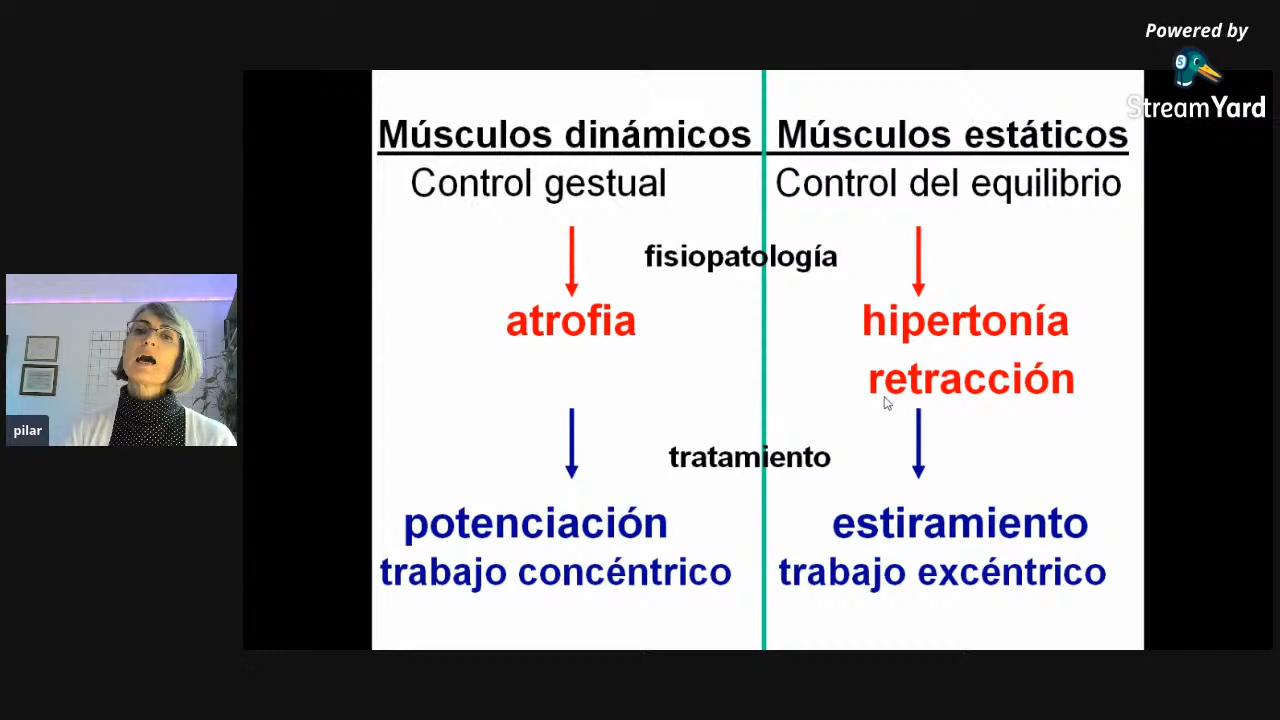 Powered by
StreamYard
Músculos dinámicos
Músculos estáticos
Control gestual
Control del equilibrio
fisiopatología
atrofia
hipertonía
retracción
tratamiento
potenciación
estiramiento
trabajo concéntrico
trabajo excéntrico
pilar